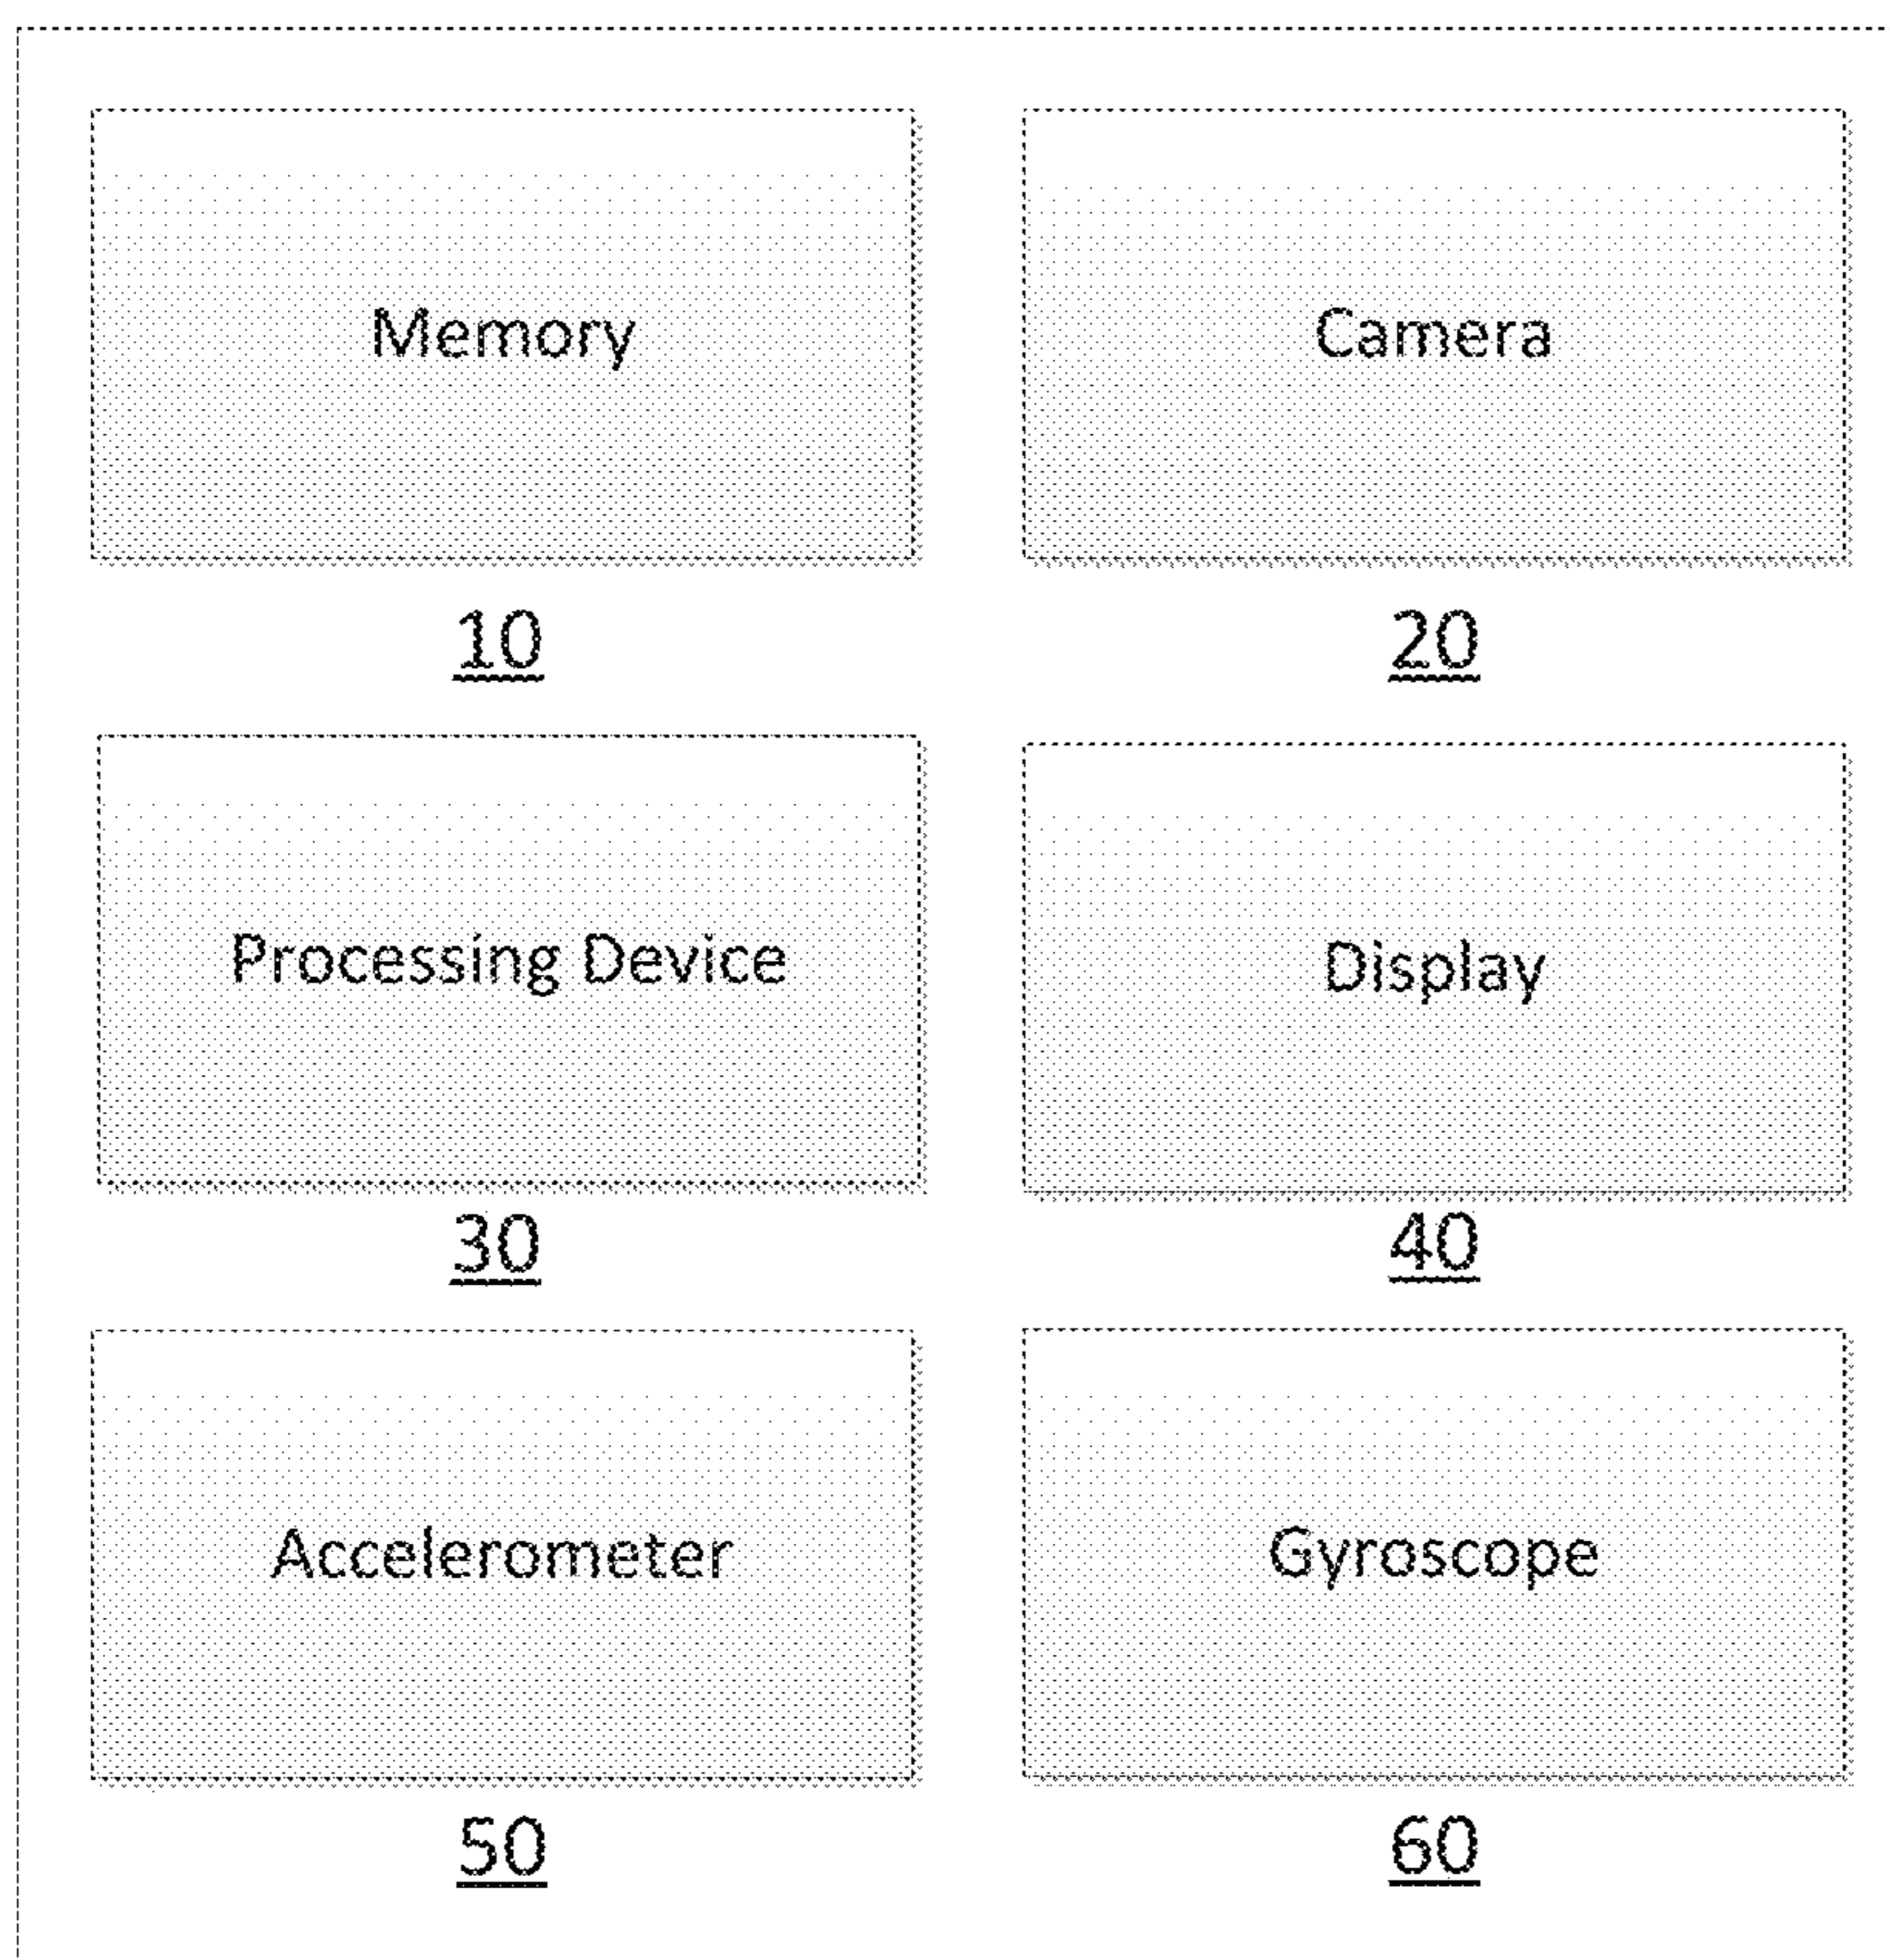 Memory
Camera
10
20
Processing Device
Display
30
40
Accelerometer
Gyroscope
50
60